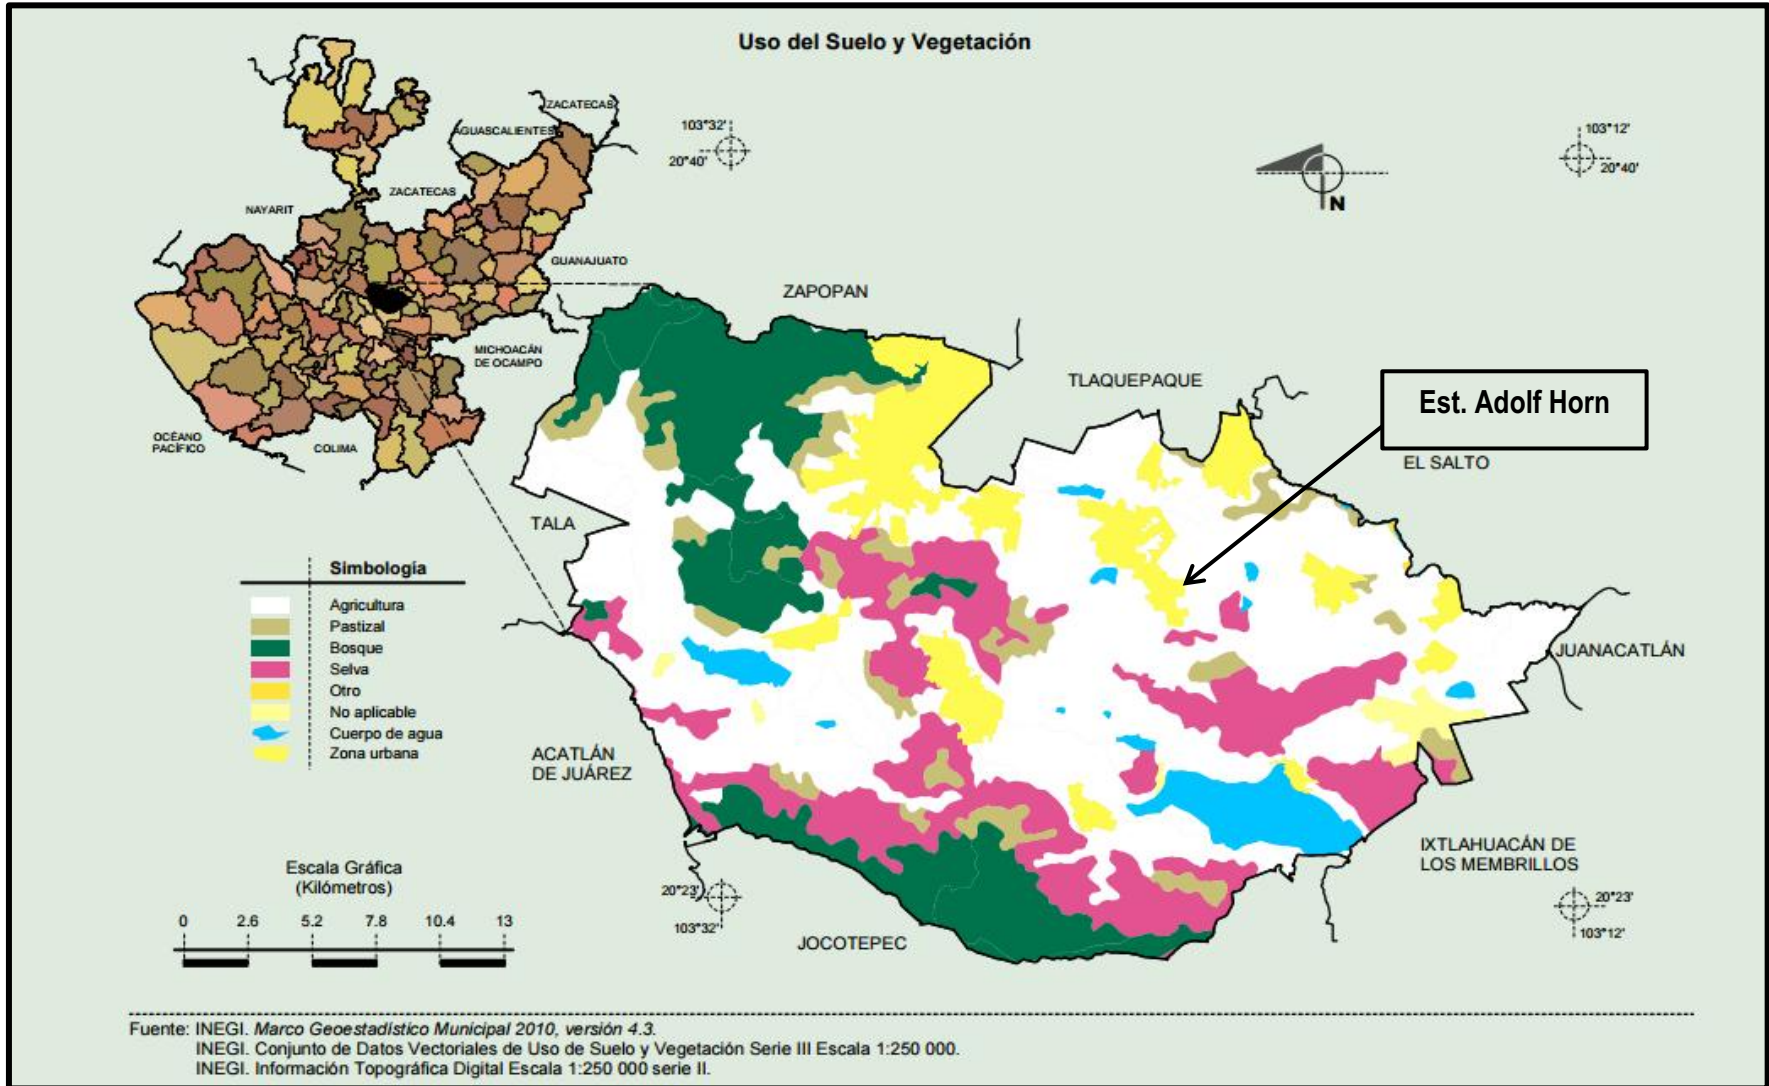 Uso del Suelo y Vegetación
ZACATECAS
AGUASCALIENTES
ZACATECAS
NAYARIT
GUANAJUATO
MICHOACÁN
DE OCAMPO
OCÉANO
PACÍFICO
COLIMA
103°32'
20°40'
N
103°12'
20°40'
ZAPOPAN
TLAQUEPAQUE
Est. Adolf Horn
EL SALTO
TALA
JUANACATLÁN
ACATLÁN
DE JUÁREZ
IXTLAHUACÁN DE
LOS MEMBRILLOS
JOCOTEPEC
20°23'
103°32'
20°23'
103°12'
Simbología
Agricultura
Pastizal
Bosque
Selva
Otro
No aplicable
Cuerpo de agua
Zona urbana
Escala Gráfica
(Kilómetros)
0 2.6 5.2 7.8 10.4 13
Fuente: INEGI. Marco Geoestadístico Municipal 2010, versión 4.3.
INEGI. Conjunto de Datos Vectoriales de Uso de Suelo y Vegetación Serie III Escala 1:250 000.
INEGI. Información Topográfica Digital Escala 1:250 000 serie II.